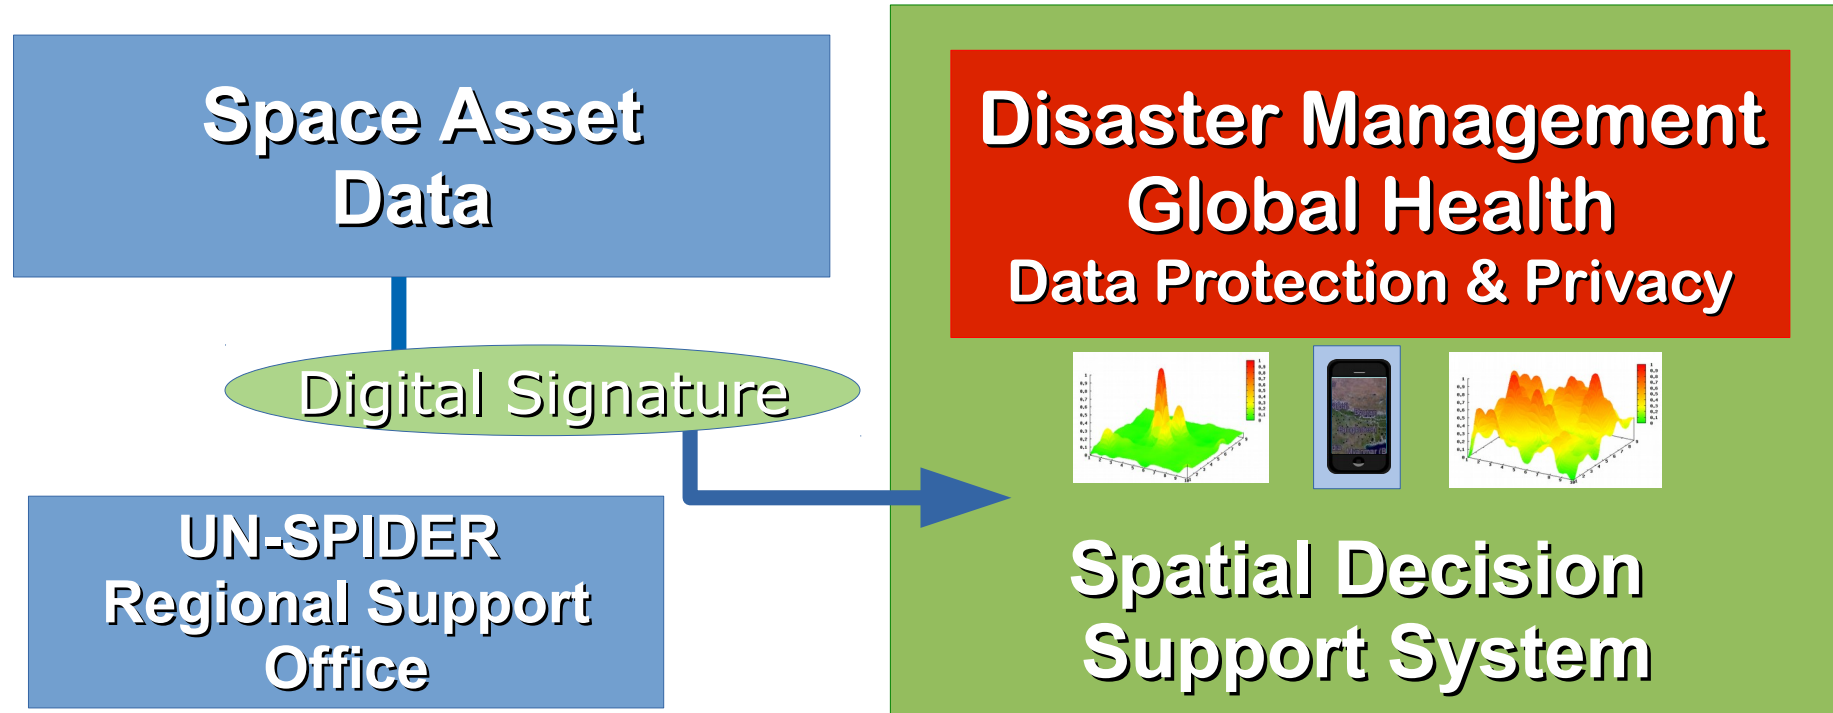 Space Asset
Data
Digital Signature
UN-SPIDER
Regional Support
Office
Disaster Management
Global Health
Data Protection & Privacy
Spatial Decision
Support System